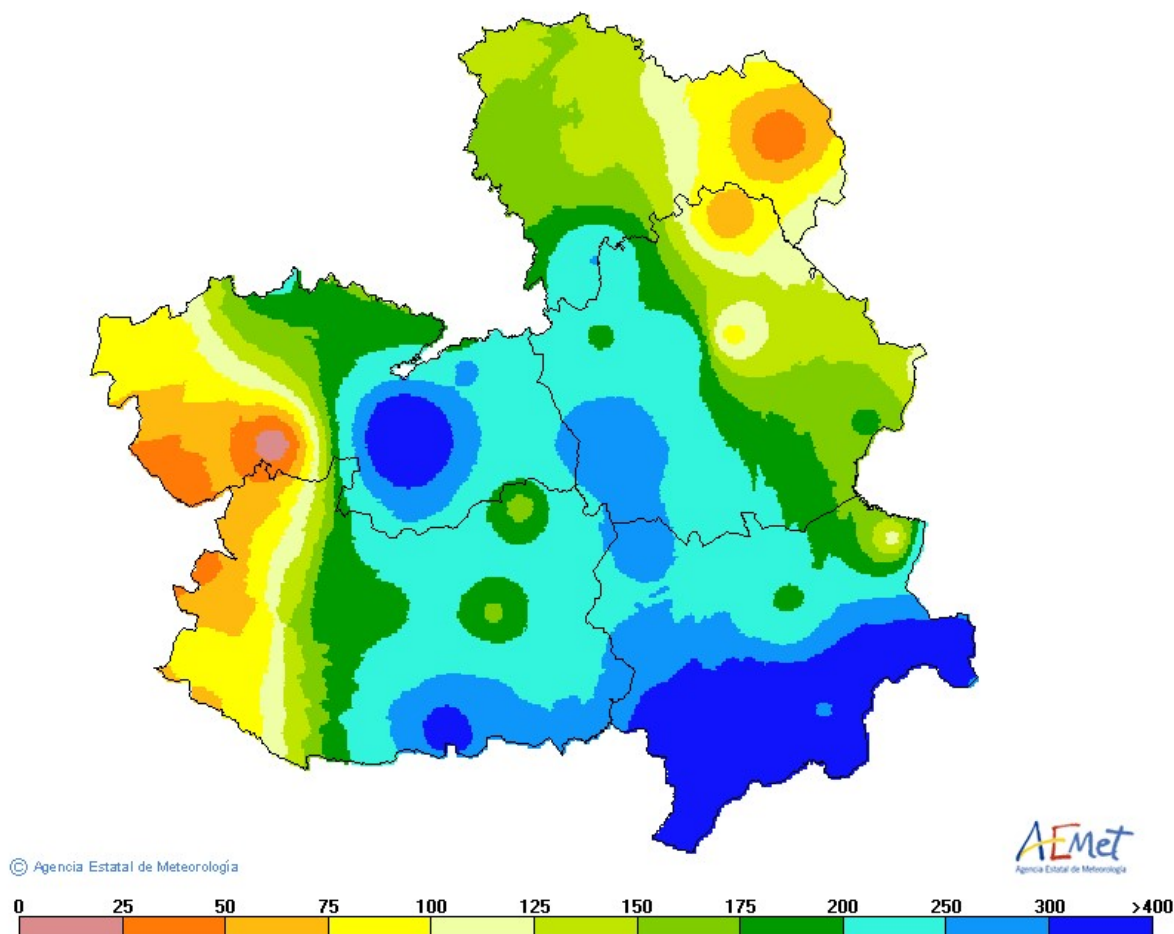 AEMet
Agencia Estatal de Meteorología
© Agencia Estatal de Meteorología
0 25 50 75 100 125 150 175 200 250 300 >400